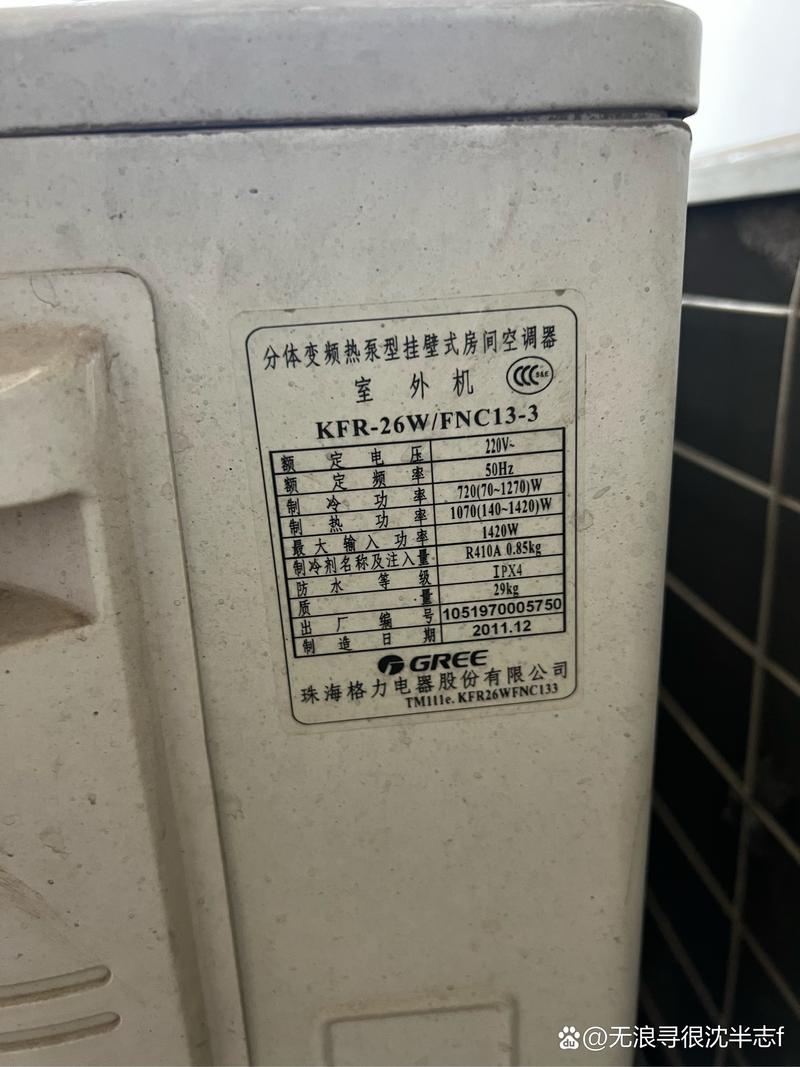 分体变频热泵型挂壁式房间空调器
室外机 CCC S&E
KFR-26W/FNC13-3
额定电压 220V~
额定频率 50Hz
制冷功率 720(70~1270)W
制热功率 1070(140~1420)W
最大输入功率 1420W
制冷剂名称及注入量 R410A 0.85kg
防水等级 IPX4
质量 29kg
出厂编号 1051970005750
制造日期 2011.12
GREE
珠海格力电器股份有限公司
TM111e.KFR26WFNC133
du @无浪寻很沈半志f